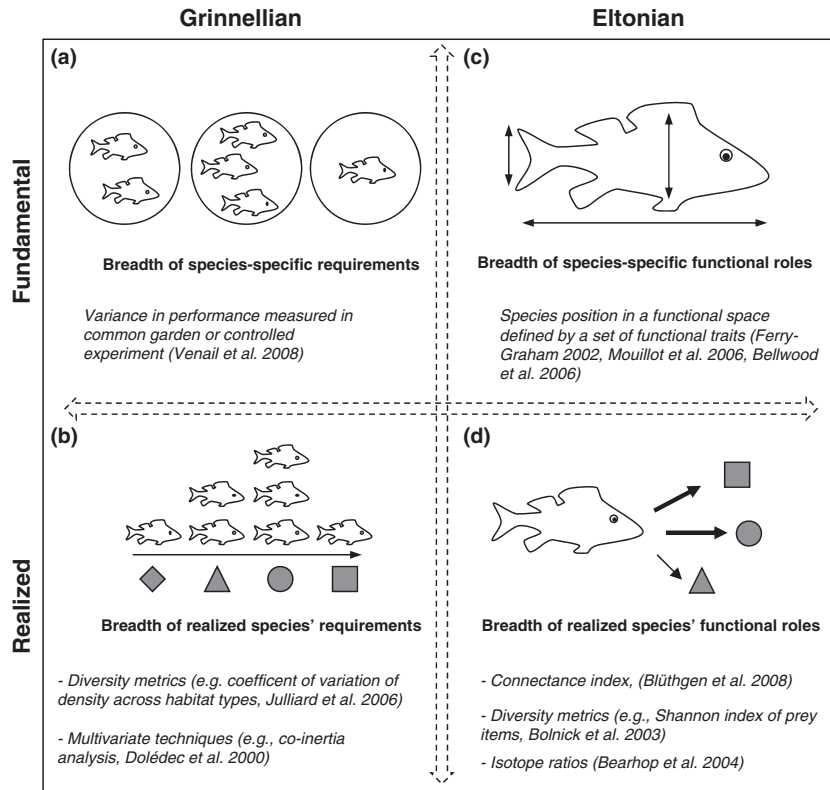 Grinnellian
Eltonian
Fundamental
(a)
Breadth of species-specific requirements
Variance in performance measured in
common garden or controlled
experiment (Venail et al. 2008)
(c)
Breadth of species-specific functional roles
Species position in a functional space
defined by a set of functional traits (Ferry-
Graham 2002, Mouillot et al. 2006, Bellwood
et al. 2006)
Realized
(b)
Breadth of realized species' requirements
- Diversity metrics (e.g. coefficent of variation of
density across habitat types, Julliard et al. 2006)
- Multivariate techniques (e.g., co-inertia
analysis, Dolédec et al. 2000)
(d)
Breadth of realized species' functional roles
- Connectance index, (Blüthgen et al. 2008)
- Diversity metrics (e.g., Shannon index of prey
items, Bolnick et al. 2003)
- Isotope ratios (Bearhop et al. 2004)